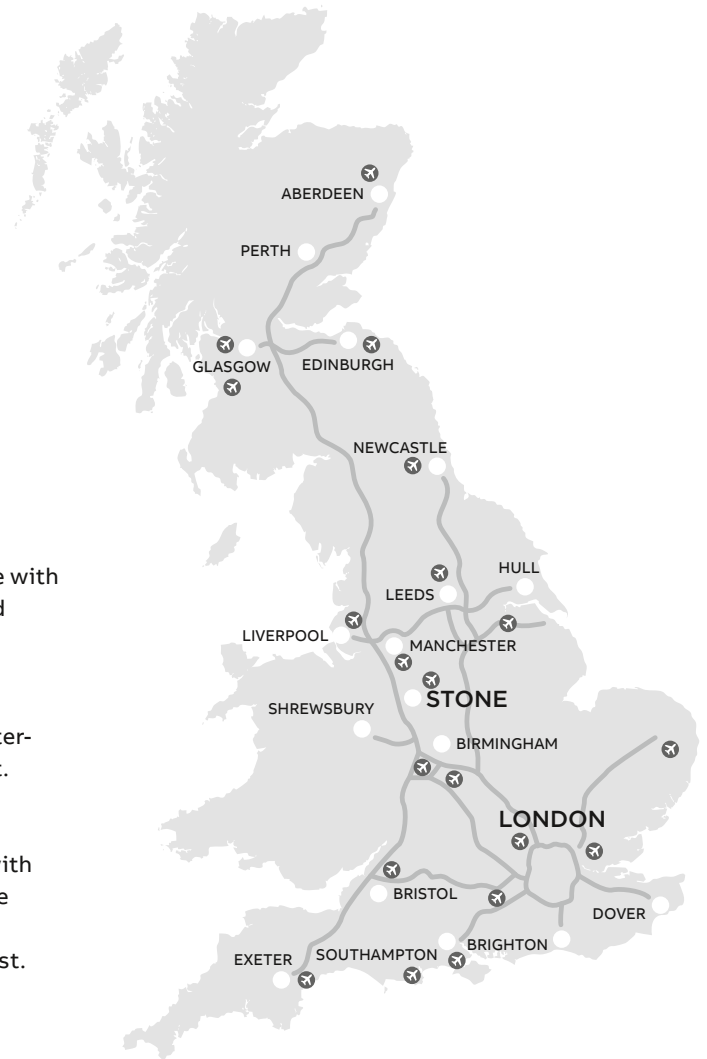 ABERDEEN
PERTH
GLASGOW
EDINBURGH
NEWCASTLE
e with
HULL
d
LEEDS
LIVERPOOL
MANCHESTER
STONE
SHREWSBURY
ter-
BIRMINGHAM
t.
LONDON
with
BRISTOL
e
DOVER
SOUTHAMPTON
BRIGHTON
EXETER
st.